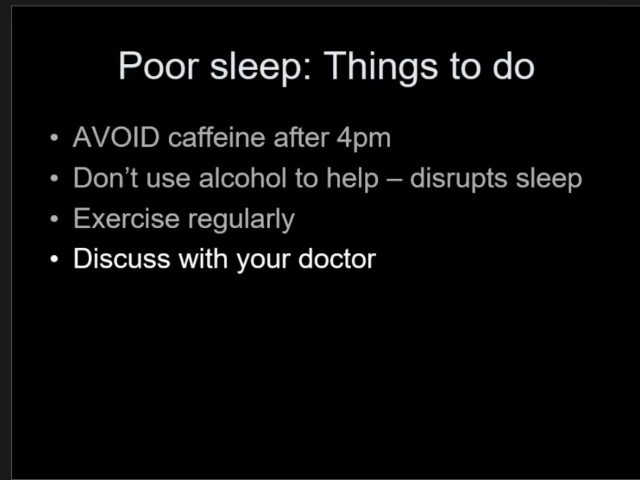 Poor sleep: Things to do
• AVOID caffeine after 4pm
• Don’t use alcohol to help – disrupts sleep
• Exercise regularly
• Discuss with your doctor